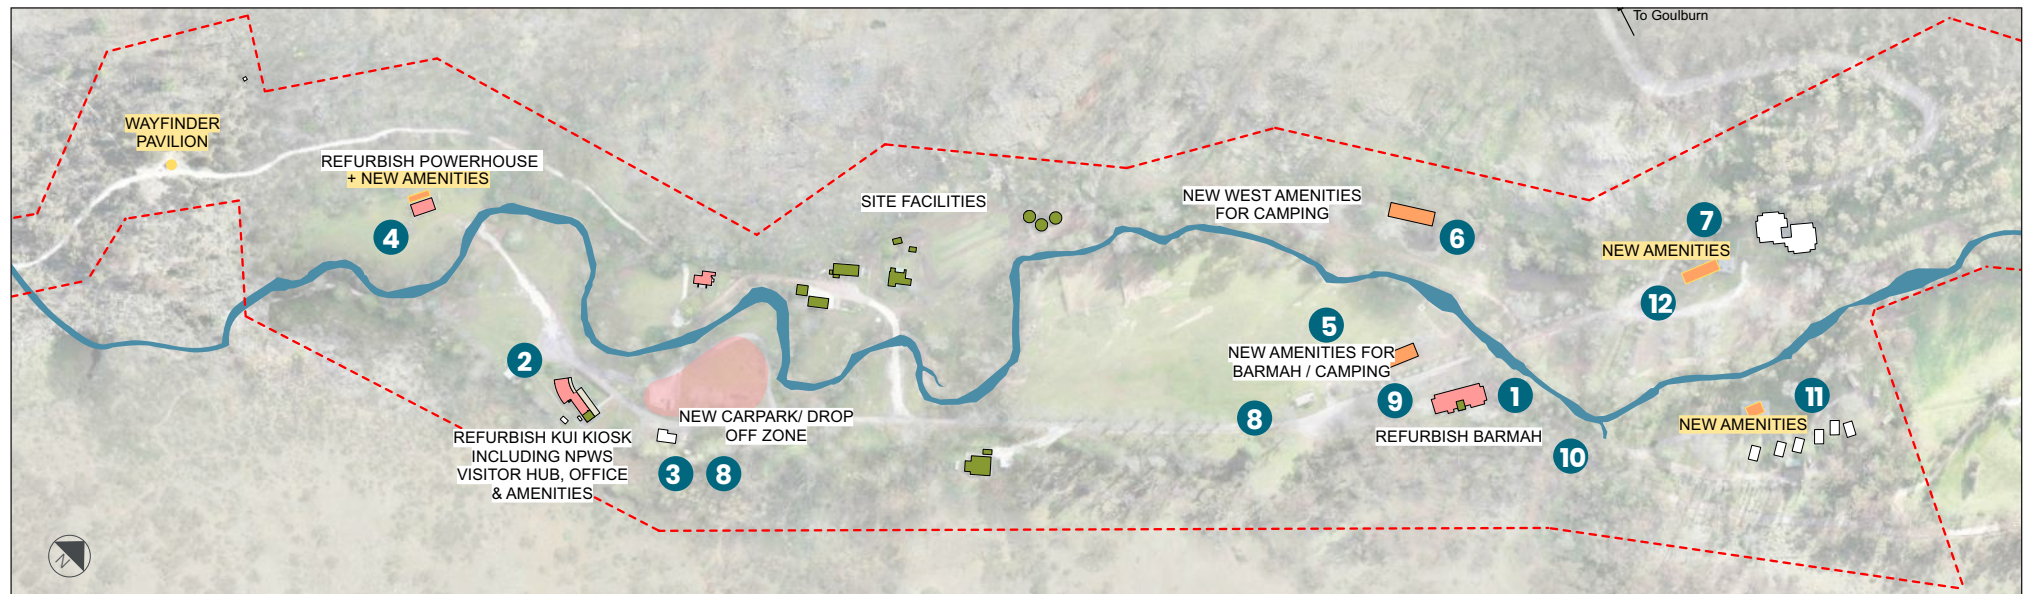 To Goulburn
WAYFINDER
PAVILION
REFURBISH POWERHOUSE
+ NEW AMENITIES
4
SITE FACILITIES
NEW WEST AMENITIES
FOR CAMPING
6
7
NEW AMENITIES
12
2
REFURBISH KUI KIOSK
INCLUDING NPWS
VISITOR HUB, OFFICE
& AMENITIES
NEW CARPARK/ DROP
OFF ZONE
3
8
5
NEW AMENITIES FOR
BARMAH / CAMPING
8
9
1
REFURBISH BARMAH
10
11
NEW AMENITIES
N